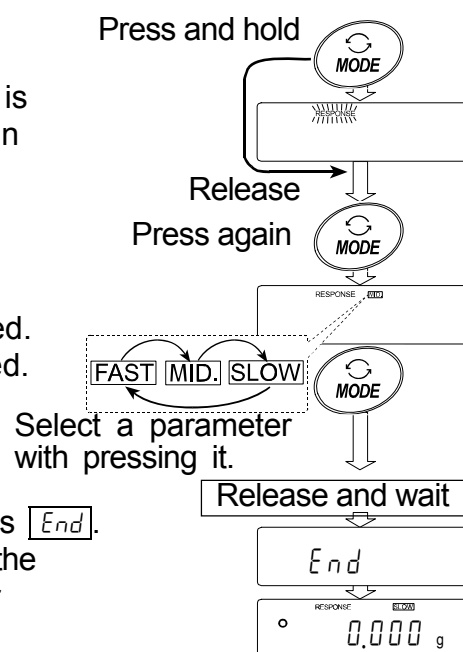 Press and hold
MODE
is
n
RESPONSE
Release
Press again
MODE
RESPONSE MID.
ed.
ed.
FAST MID. SLOW
MODE
Select a parameter
with pressing it.
Release and wait
s End.
the
End
RESPONSE SLOW
0.000 g